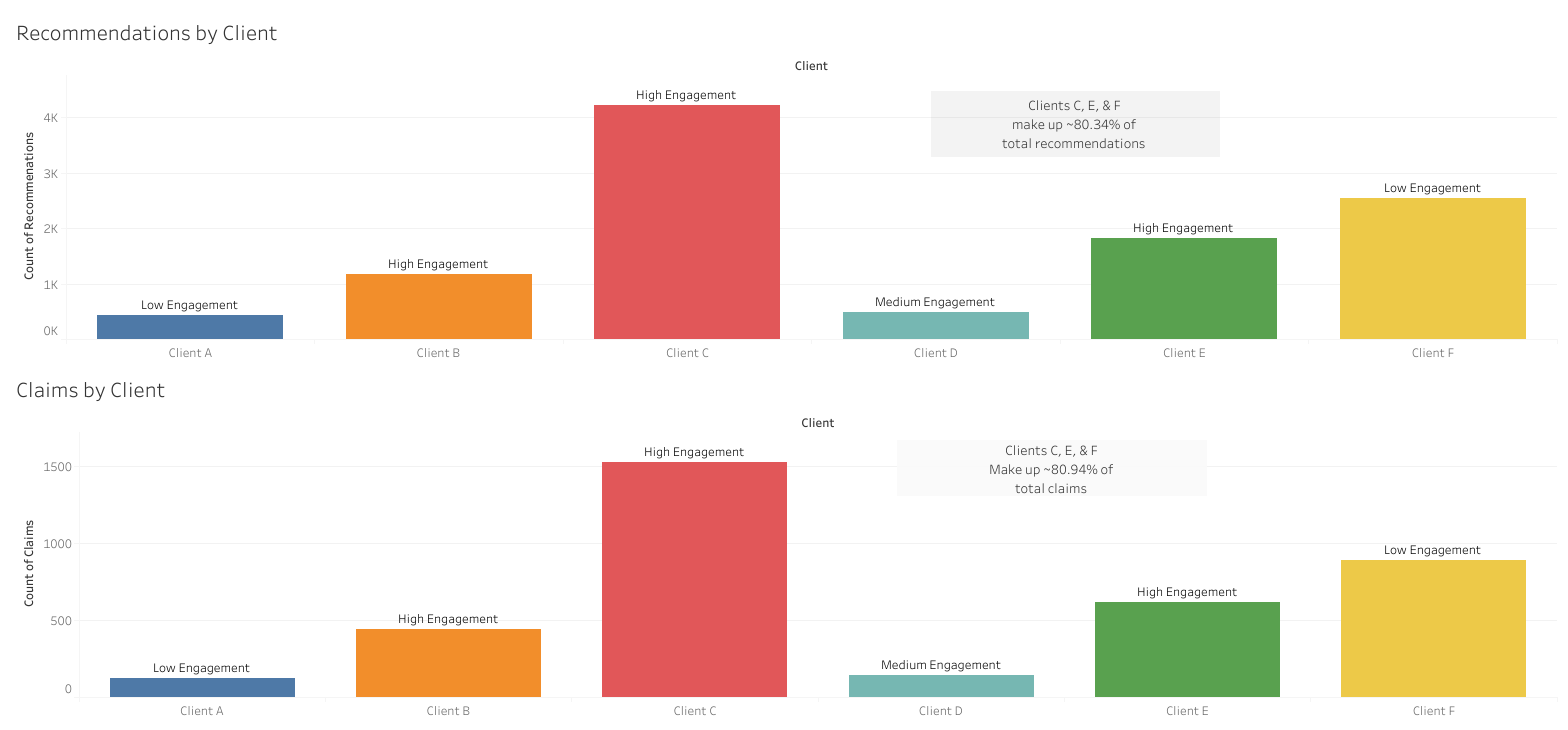 Recommendations by Client
Client
Count of Recommenations
4K
3K
2K
1K
0K
Low Engagement
High Engagement
High Engagement
Medium Engagement
High Engagement
Low Engagement
Clients C, E, & F
make up ~80.34% of
total recommendations
Client A
Client B
Client C
Client D
Client E
Client F
Claims by Client
Client
Count of Claims
1500
1000
500
0
Low Engagement
High Engagement
High Engagement
Medium Engagement
High Engagement
Low Engagement
Clients C, E, & F
Make up ~80.94% of
total claims
Client A
Client B
Client C
Client D
Client E
Client F